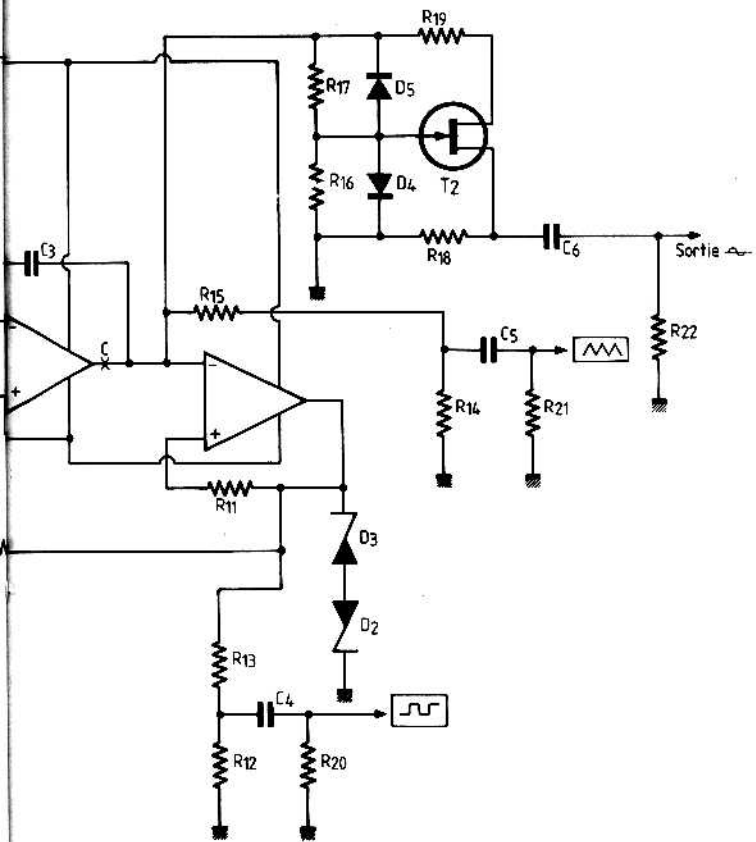 R19
R17
D5
R16
D4
T2
R18
C6
Sortie
C3
R15
C
C5
R22
-
+
-
+
R14
R21
R11
D3
D2
R13
C4
R12
R20